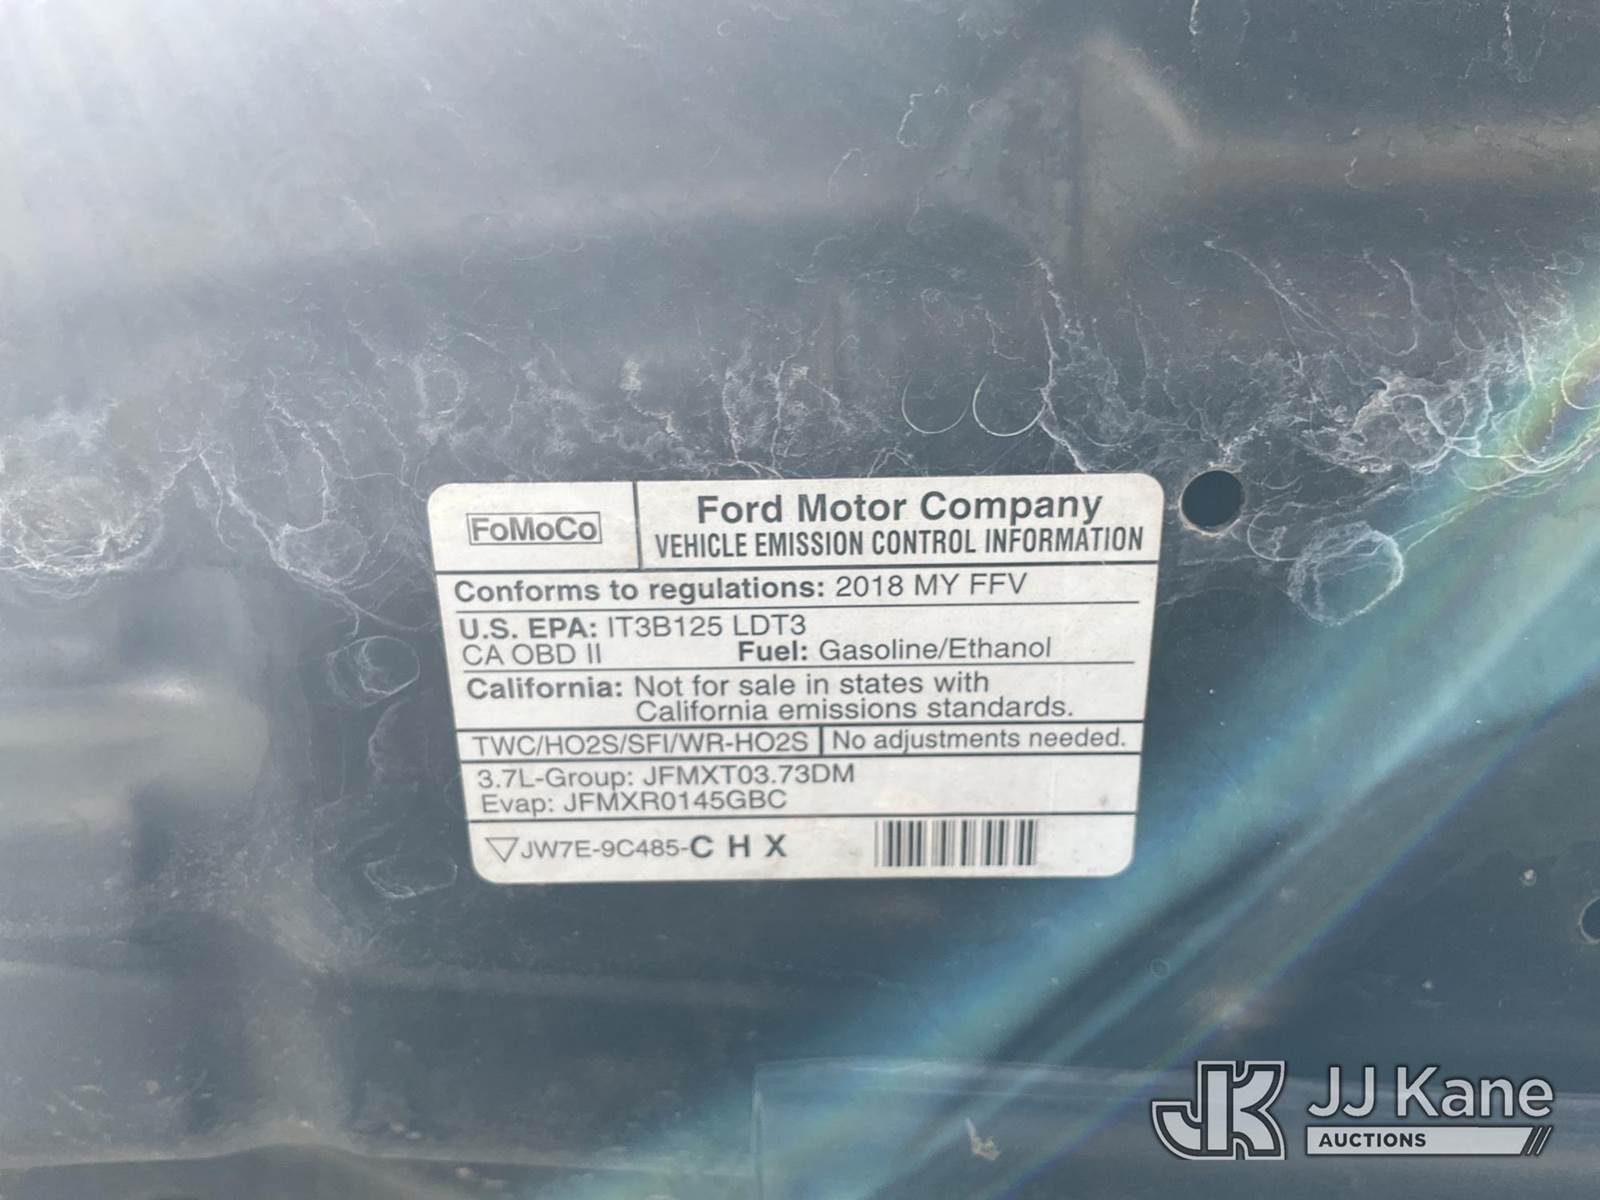 FoMoCo
Ford Motor Company
VEHICLE EMISSION CONTROL INFORMATION
Conforms to regulations: 2018 MY FFV
U.S. EPA: IT3B125 LDT3
CA OBD II Fuel: Gasoline/Ethanol
California: Not for sale in states with
California emissions standards.
TWC/HO2S/SFI/WR-HO2S No adjustments needed.
3.7L-Group: JFMXT03.73DM
Evap: JFMXR0145GBC
JW7E-9C485-C H X
JK JJ Kane
AUCTIONS